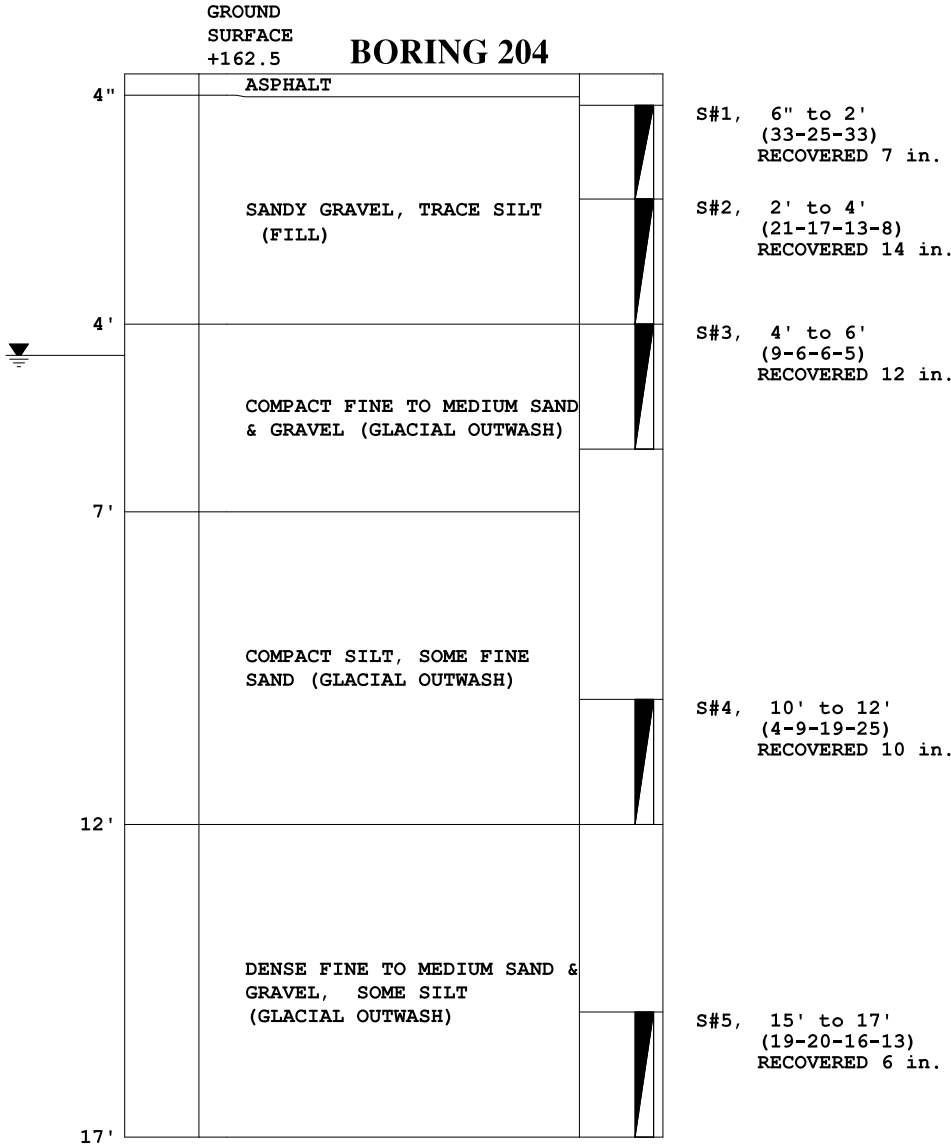 GROUND
SURFACE
+162.5
BORING 204
ASPHALT
4"
S#1, 6" to 2'
(33-25-33)
RECOVERED 7 in.
SANDY GRAVEL, TRACE SILT
(FILL)
S#2, 2' to 4'
(21-17-13-8)
RECOVERED 14 in.
4'
S#3, 4' to 6'
(9-6-6-5)
RECOVERED 12 in.
COMPACT FINE TO MEDIUM SAND
& GRAVEL (GLACIAL OUTWASH)
7'
COMPACT SILT, SOME FINE
SAND (GLACIAL OUTWASH)
S#4, 10' to 12'
(4-9-19-25)
RECOVERED 10 in.
12'
DENSE FINE TO MEDIUM SAND &
GRAVEL, SOME SILT
(GLACIAL OUTWASH)
S#5, 15' to 17'
(19-20-16-13)
RECOVERED 6 in.
17'